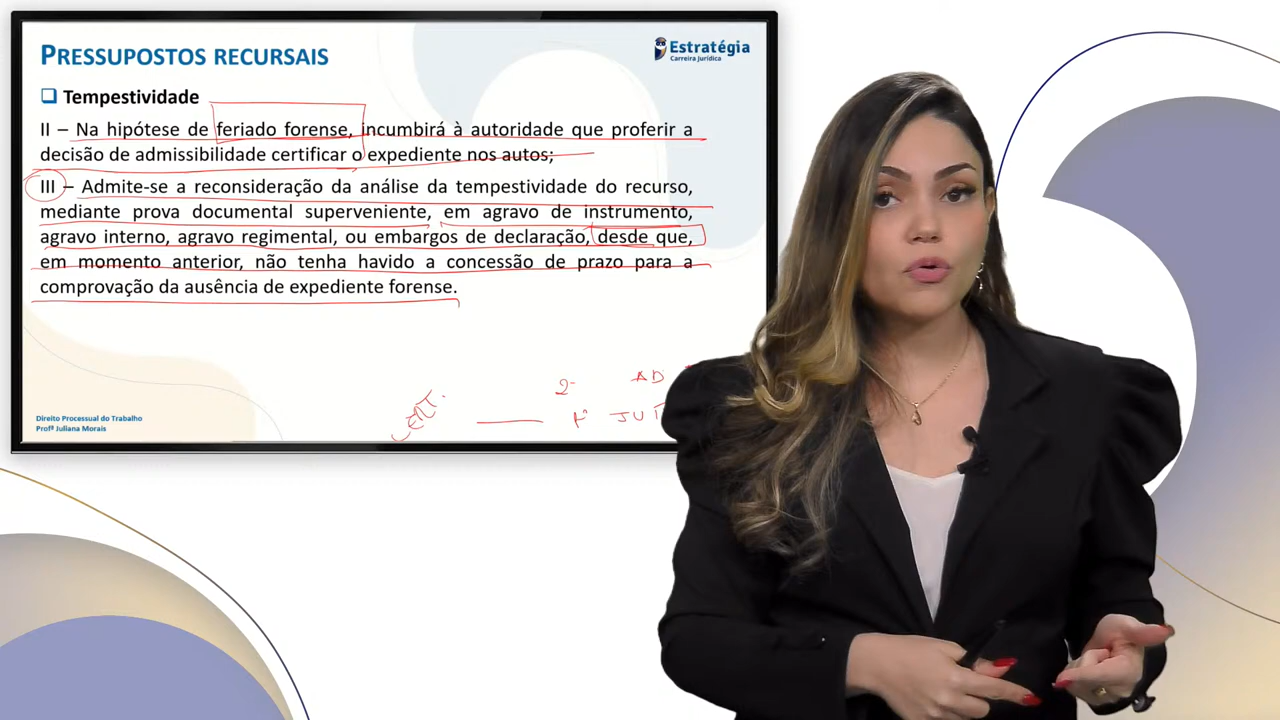 PRESSUPOSTOS RECURSAIS
Estratégia
Carreira Jurídica
Tempestividade
II – Na hipótese de feriado forense, incumbirá à autoridade que proferir a
decisão de admissibilidade certificar o expediente nos autos;
III – Admite-se a reconsideração da análise da tempestividade do recurso,
mediante prova documental superveniente, em agravo de instrumento,
agravo interno, agravo regimental, ou embargos de declaração, desde que,
em momento anterior, não tenha havido a concessão de prazo para a
comprovação da ausência de expediente forense.
AD
Direito Processual do Trabalho
Profª Juliana Morais